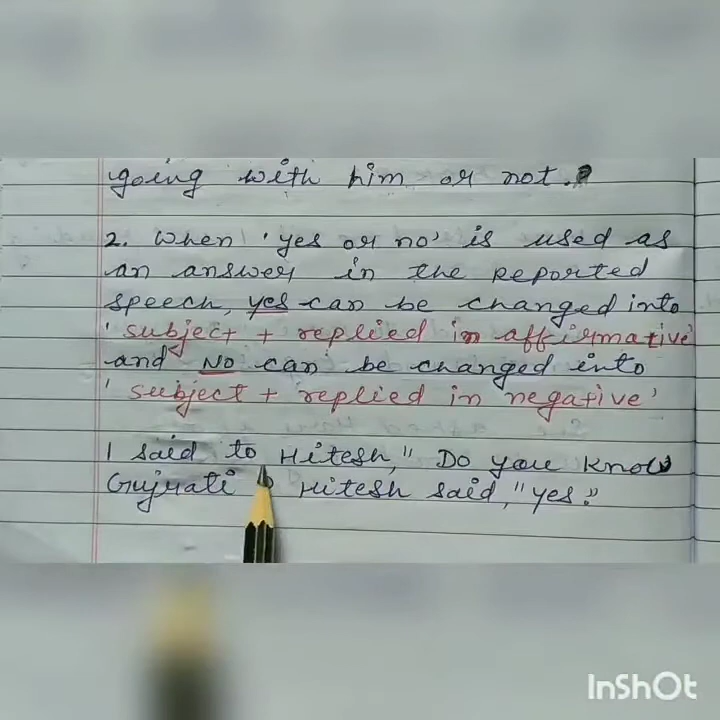 going with him or not.
2. When 'yes or no' is used as
an answer in the reported
speech, yes can be changed into
'subject + replied in affirmative'
and NO can be changed into
'subject + replied in negative'
I said to Hitesh," Do you know
Gujrati ? Hitesh said, "yes."
InShOt